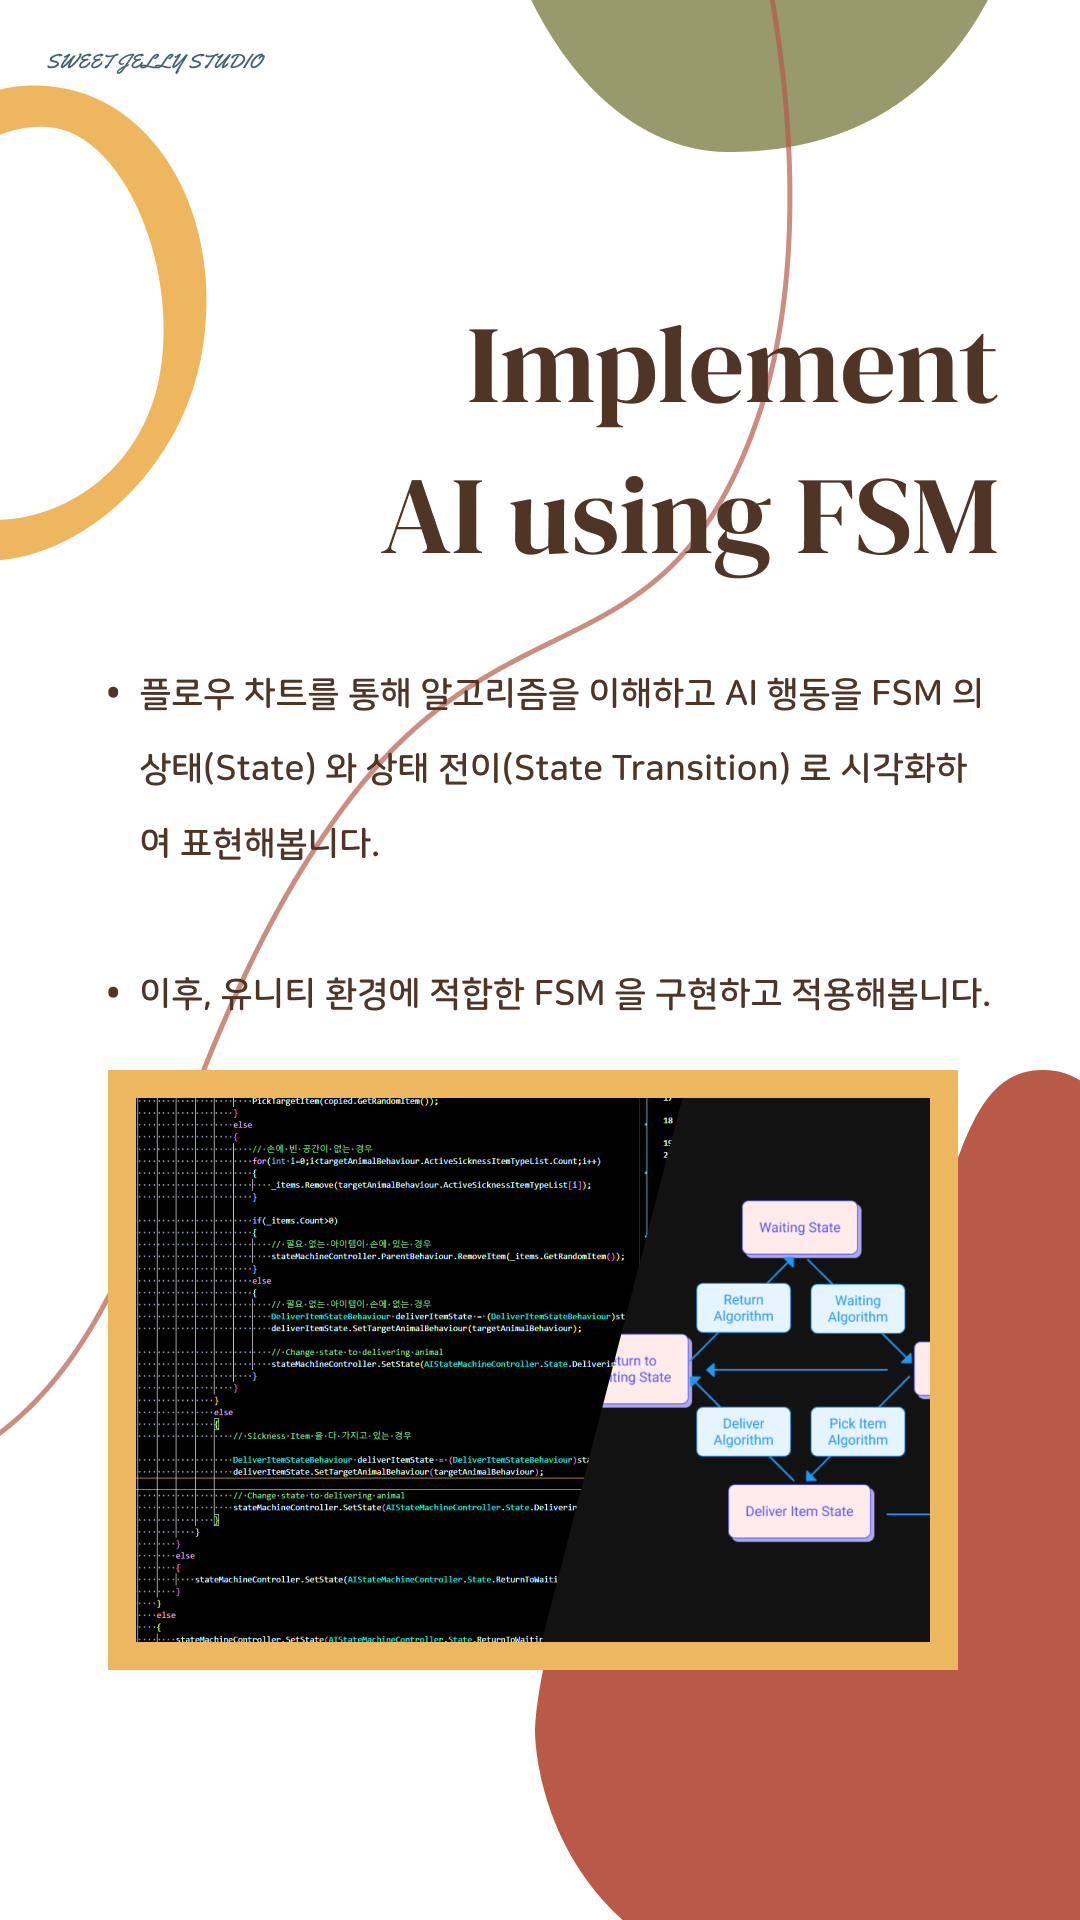 SWEET JELLY STUDIO
Implement
AI using FSM
• 플로우 차트를 통해 알고리즘을 이해하고 AI 행동을 FSM 의
상태(State) 와 상태 전이(State Transition) 로 시각화하
여 표현해봅니다.
• 이후, 유니티 환경에 적합한 FSM 을 구현하고 적용해봅니다.
PickTargetItem(copied.GetRandomItem());
}
else
{
// 손에 빈 공간이 없는 경우
for(int i=0;i<targetAnimalBehaviour.ActiveSicknessItemTypeList.Count;i++)
{
_items.Remove(targetAnimalBehaviour.ActiveSicknessItemTypeList[i]);
}
if(_items.Count>0)
{
// 필요 없는 아이템이 손에 있는 경우
stateMachineController.ParentBehaviour.RemoveItem(_items.GetRandomItem());
}
else
{
// 필요 없는 아이템이 손에 없는 경우
DeliverItemStateBehaviour deliverItemState = (DeliverItemStateBehaviour)st
deliverItemState.SetTargetAnimalBehaviour(targetAnimalBehaviour);
// Change state to delivering animal
stateMachineController.SetState(AIStateMachineController.State.Deliveri
}
}
}
else
{
// Sickness Item 을 다 가지고 있는 경우
DeliverItemStateBehaviour deliverItemState = (DeliverItemStateBehaviour)sta
deliverItemState.SetTargetAnimalBehaviour(targetAnimalBehaviour);
// Change state to delivering animal
stateMachineController.SetState(AIStateMachineController.State.Deliverin
}
}
}
else
{
stateMachineController.SetState(AIStateMachineController.State.ReturnToWaiti
}
}
else
{
stateMachineController.SetState(AIStateMachineController.State.ReturnToWaitin
18
Waiting State
Return
Algorithm
Waiting
Algorithm
turn to
iting State
Deliver
Algorithm
Pick Item
Algorithm
Deliver Item State